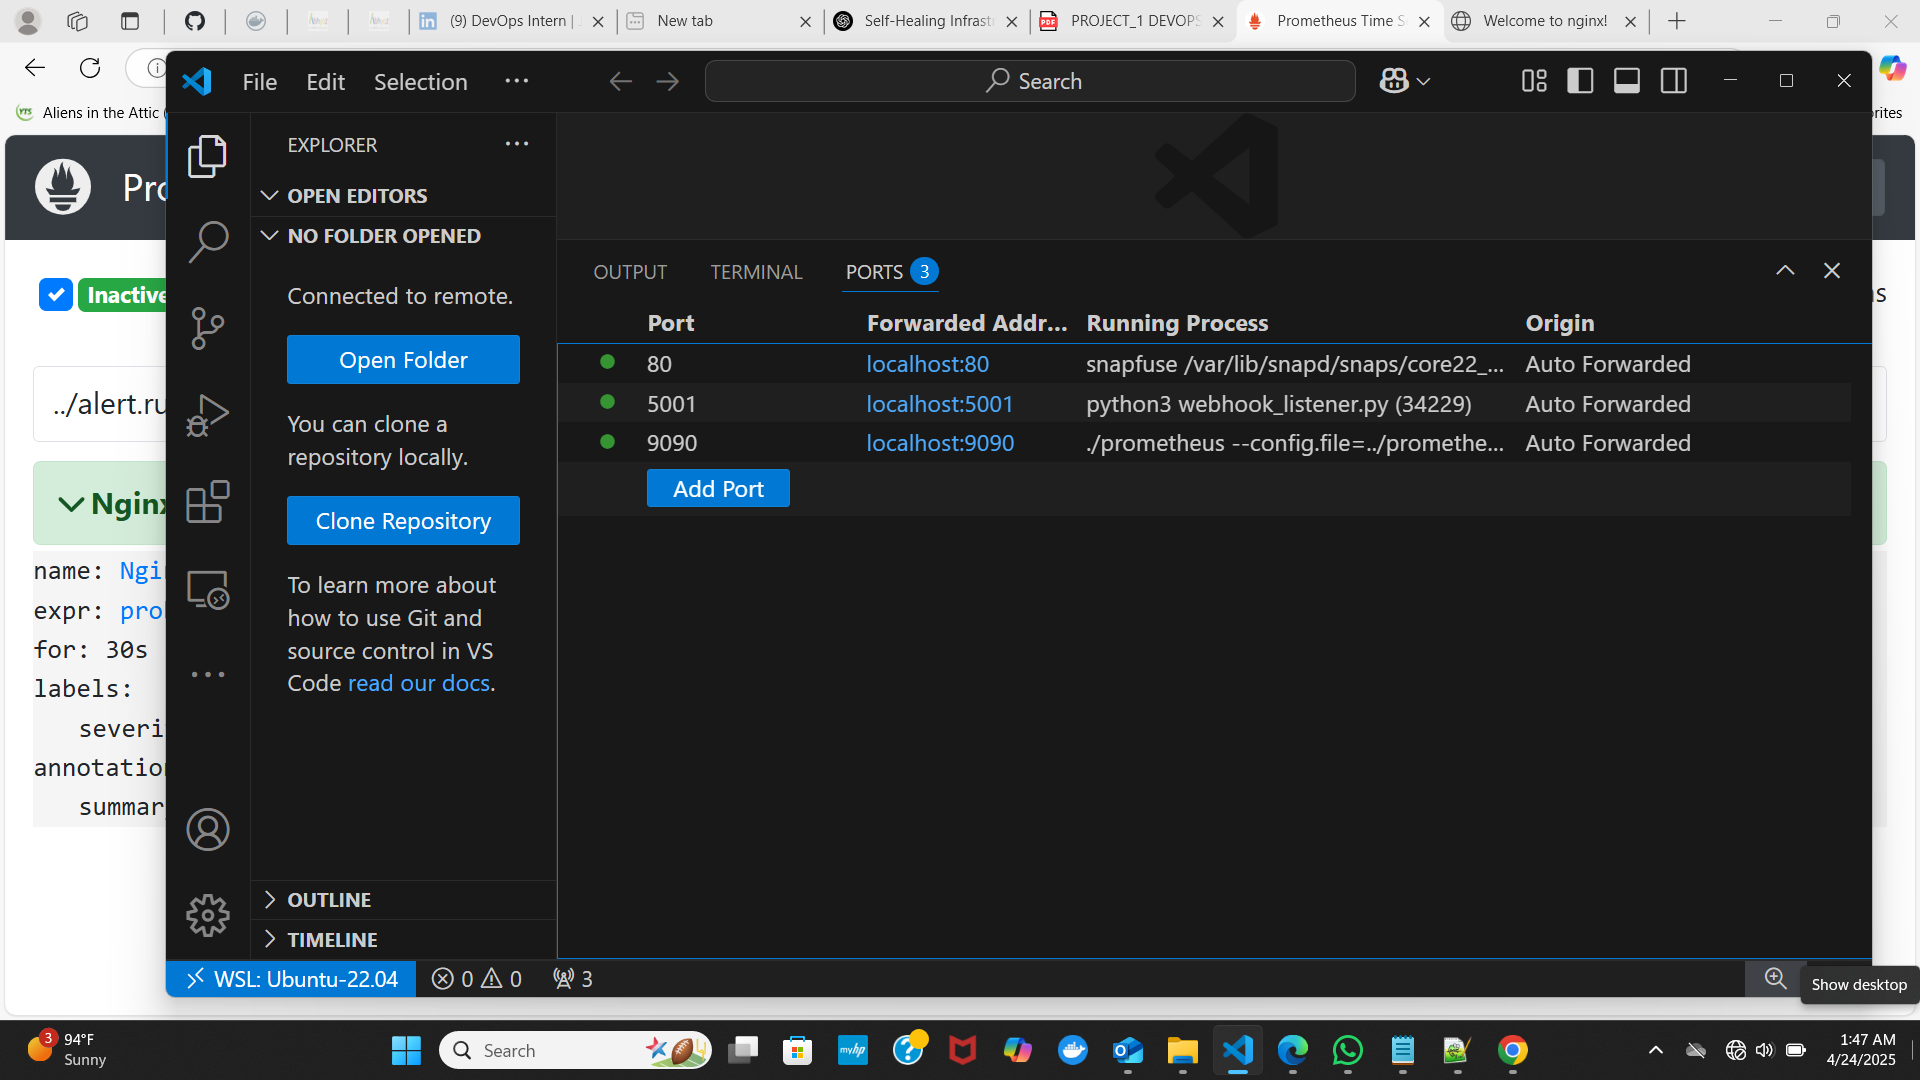 (9) DevOps Intern |
New tab
Self-Healing Infrast
PROJECT_1 DEVOPS
Prometheus Time S
Welcome to nginx!
Aliens in the Attic
rites
File
Edit
Selection
Search
EXPLORER
OPEN EDITORS
NO FOLDER OPENED
Connected to remote.
Open Folder
You can clone a
repository locally.
Clone Repository
To learn more about
how to use Git and
source control in VS
Code read our docs.
OUTLINE
TIMELINE
OUTPUT
TERMINAL
PORTS 3
Port
Forwarded Addr...
Running Process
Origin
80
localhost:80
snapfuse /var/lib/snapd/snaps/core22_...
Auto Forwarded
5001
localhost:5001
python3 webhook_listener.py (34229)
Auto Forwarded
9090
localhost:9090
./prometheus --config.file=../promethe...
Auto Forwarded
Add Port
WSL: Ubuntu-22.04
0
0
3
Show desktop
Pro
Inactive
s
../alert.ru
Nginx
name: Ngin
expr: pro
for: 30s
labels:
severi
annotation
summar
3
94°F
Sunny
Search
myhp
1:47 AM
4/24/2025